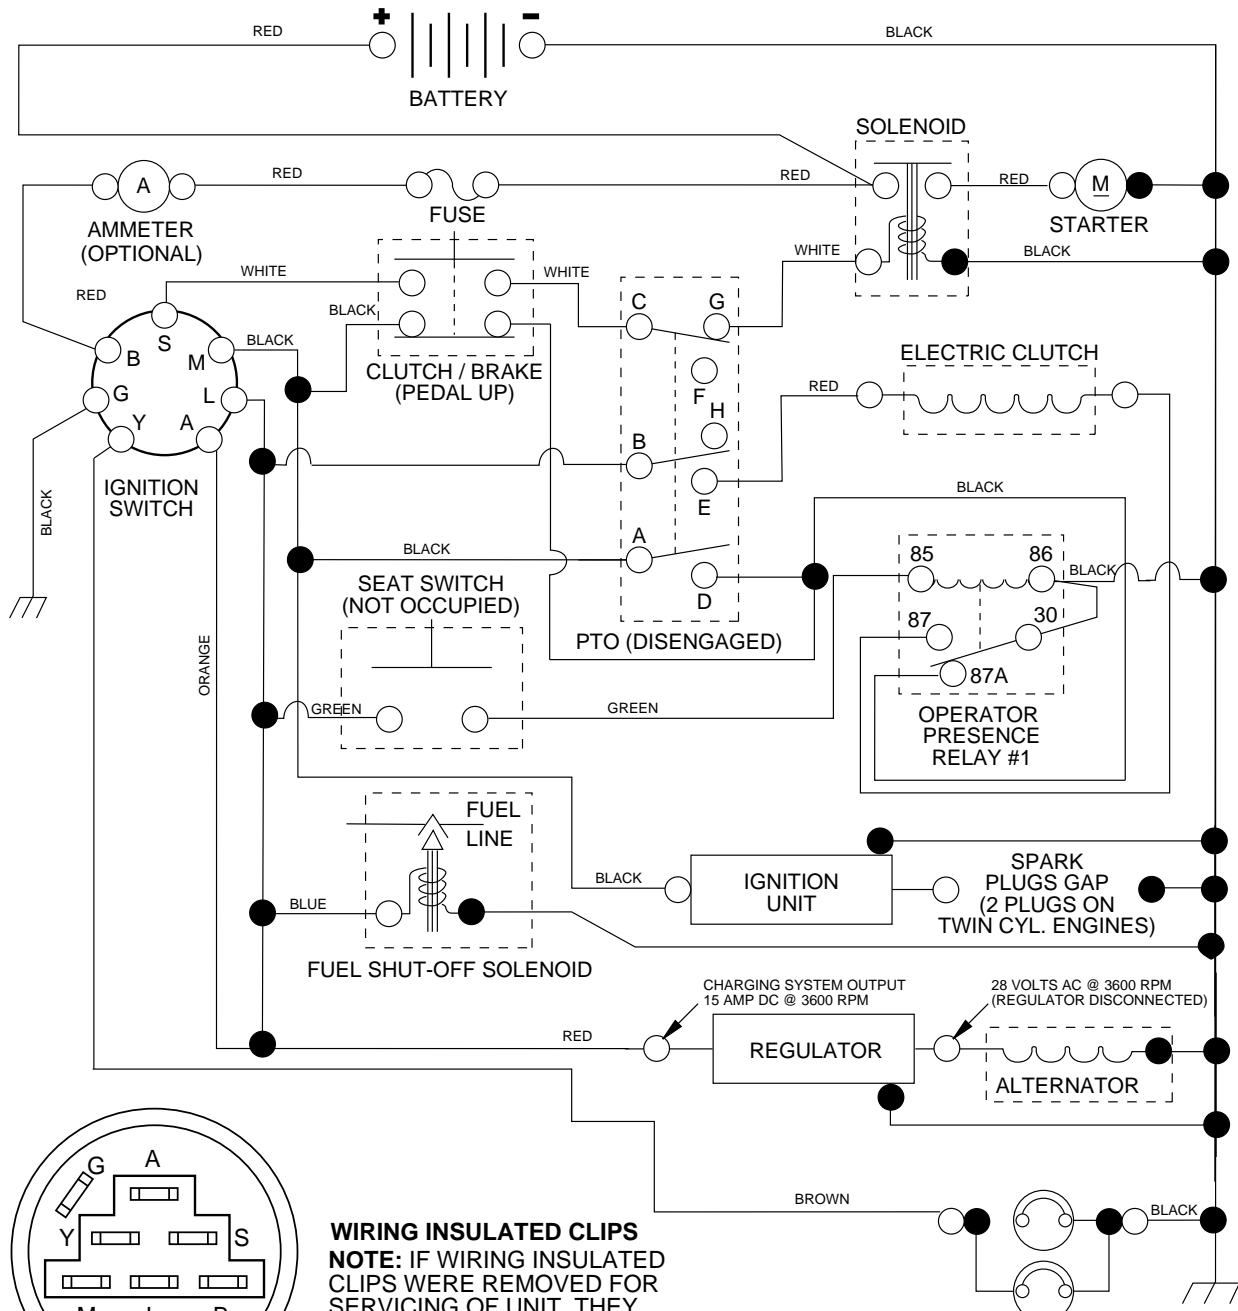 + -
RED
BLACK
BATTERY
SOLENOID
A
RED
RED
RED
M
FUSE
STARTER
AMMETER
(OPTIONAL)
WHITE
WHITE
WHITE
BLACK
RED
S
BLACK
BLACK
C G
B
M
CLUTCH / BRAKE
(PEDAL UP)
ELECTRIC CLUTCH
G
L
F
RED
Y A
H
B
IGNITION
SWITCH
E
BLACK
BLACK
A
BLACK
85 86
BLACK
SEAT SWITCH
(NOT OCCUPIED)
D
87 30
PTO (DISENGAGED)
ORANGE
87A
GREEN
GREEN
OPERATOR
PRESENCE
RELAY #1
FUEL
LINE
BLACK
IGNITION
UNIT
SPARK
PLUGS GAP
(2 PLUGS ON
TWIN CYL. ENGINES)
BLUE
FUEL SHUT-OFF SOLENOID
CHARGING SYSTEM OUTPUT
15 AMP DC @ 3600 RPM
28 VOLTS AC @ 3600 RPM
(REGULATOR DISCONNECTED)
RED
REGULATOR
ALTERNATOR
G A
BROWN
BLACK
Y S
WIRING INSULATED CLIPS
NOTE: IF WIRING INSULATED
CLIPS WERE REMOVED FOR
SERVICING OF UNIT, THEY
M L B